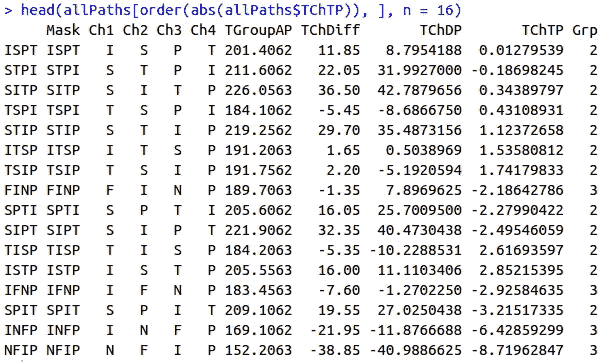 > head(allPaths[order(abs(allPaths$TChTP)), ], n = 16)
Mask Ch1 Ch2 Ch3 Ch4 TGroupAP TChDiff TChDP TChTP Grp
ISPT ISPT I S P T 201.4062 11.85 8.7954188 0.01279539 2
STPI STPI S T P I 211.6062 22.05 31.9927000 -0.18698245 2
SITP SITP S I T P 226.0563 36.50 42.7879656 0.34389797 2
TSPI TSPI T S P I 184.1062 -5.45 -8.6866750 0.43108931 2
STIP STIP S T I P 219.2562 29.70 35.4873156 1.12372658 2
ITSP ITSP I T S P 191.2063 1.65 0.5038969 1.53580812 2
TSIP TSIP T S I P 191.7562 2.20 -5.1920594 1.74179833 2
FINP FINP F I N P 189.7063 -1.35 7.8969625 -2.18642786 3
SPTI SPTI S P T I 205.6062 16.05 25.7009500 -2.27990422 2
SIPT SIPT S I P T 221.9062 32.35 40.4730438 -2.49546059 2
TISP TISP T I S P 184.2063 -5.35 -10.2288531 2.61693597 2
ISTP ISTP I S T P 205.5563 16.00 11.1103406 2.85215395 2
IFNP IFNP I F N P 183.4563 -7.60 -1.2702250 -2.92584635 3
SPIT SPIT S P I T 209.1062 19.55 27.0250438 -3.21517335 2
INFP INFP I N F P 169.1062 -21.95 -11.8766688 -6.42859299 3
NFIP NFIP N F I P 152.2063 -38.85 -40.9886625 -8.71962847 3